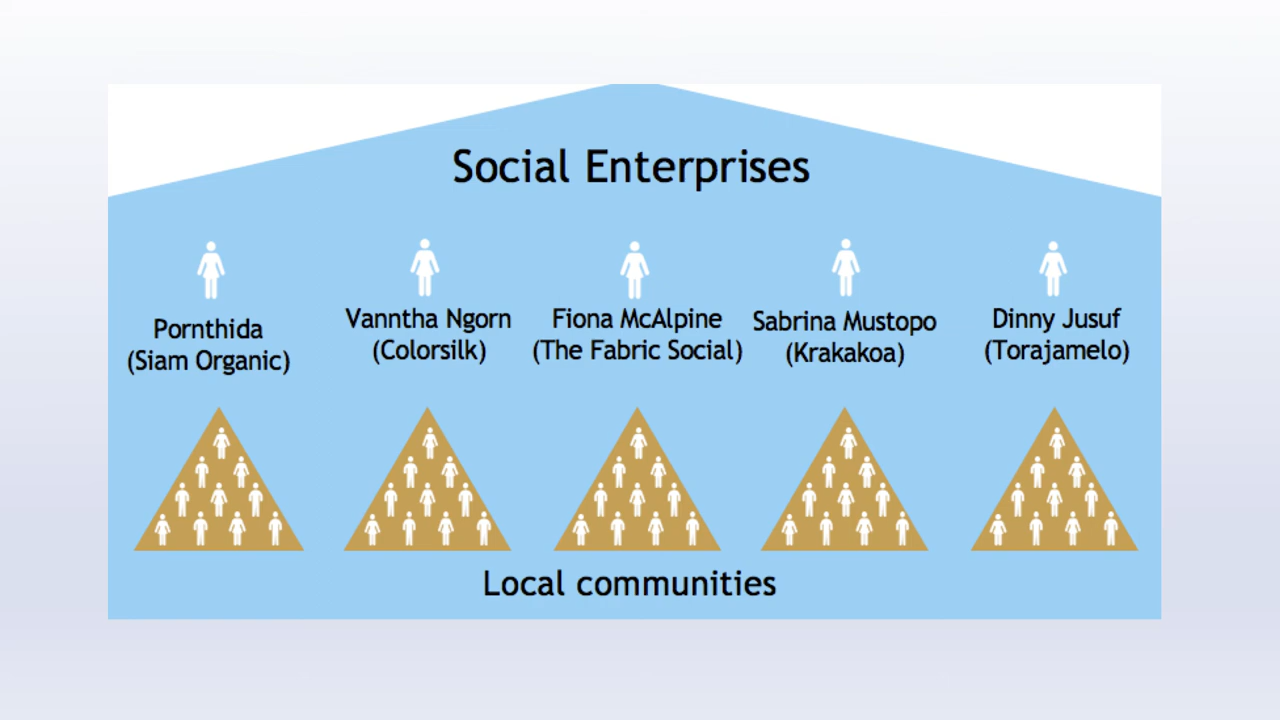 Social Enterprises
Pornthida
(Siam Organic)
Vanntha Ngorn
(Colorsilk)
Fiona McAlpine
(The Fabric Social)
Sabrina Mustopo
(Krakakoa)
Dinny Jusuf
(Torajamelo)
Local communities